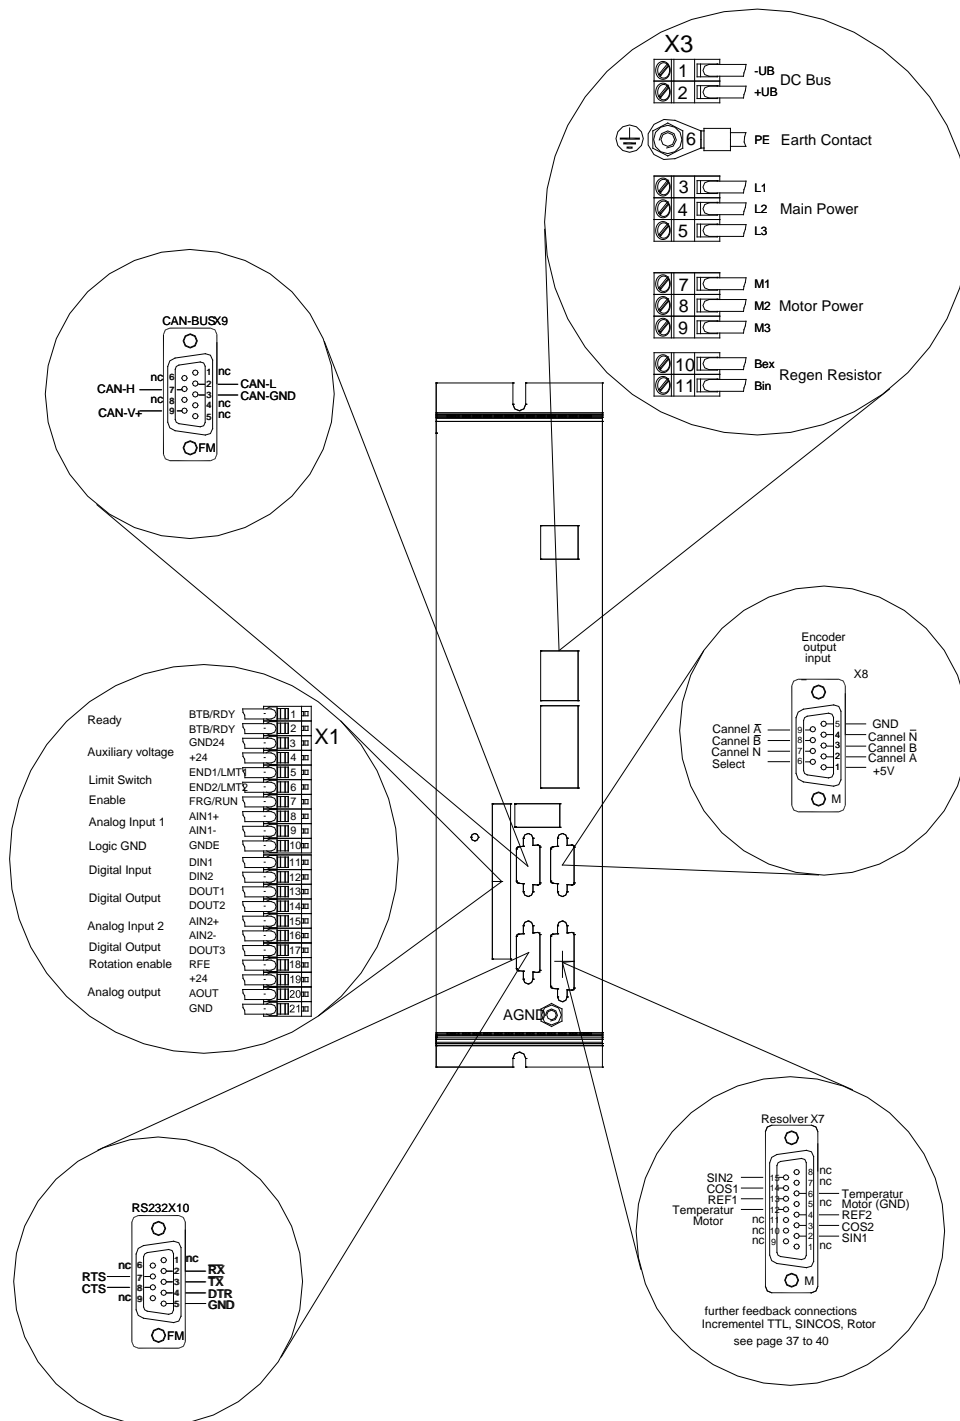 X3
1 -UB
DC Bus
2 +UB
6 PE Earth Contact
3 L1
4 L2 Main Power
5 L3
7 M1
8 M2 Motor Power
9 M3
10 Bex
Regen Resistor
11 Bin
CAN-BUSX9
1 nc
nc 6
2 CAN-L
CAN-H 7
3 CAN-GND
nc 8
4 nc
CAN-V+ 9
5 nc
FM
Encoder
output
input
X8
5 GND
Cannel A̅ 9
4 Cannel N̅
Cannel B̅ 8
3 Cannel B
Cannel N 7
2 Cannel A
Select 6
1 +5V
M
X1
Ready BTB/RDY 1
BTB/RDY 2
GND24 3
Auxiliary voltage
+24 4
END1/LMT1 5
Limit Switch
END2/LMT2 6
Enable FRG/RUN 7
AIN1+ 8
Analog Input 1
AIN1- 9
Logic GND GNDE 10
DIN1 11
Digital Input
DIN2 12
DOUT1 13
Digital Output
DOUT2 14
AIN2+ 15
Analog Input 2
AIN2- 16
Digital Output DOUT3 17
Rotation enable RFE 18
+24 19
Analog output AOUT 20
GND 21
AGND
RS232X10
1 nc
nc 6
2 R̅X̅
RTS 7
3 T̅X̅
CTS 8
4 DTR
nc 9
5 GND
FM
Resolver X7
8 nc
SIN2 15
7 nc
COS1 14
6 Temperatur
REF1 13
5 nc Motor (GND)
Temperatur 12
Motor
4 REF2
nc 11
3 COS2
nc 10
2 SIN1
nc 9
1 nc
M
further feedback connections
Incrementel TTL, SINCOS, Rotor
see page 37 to 40